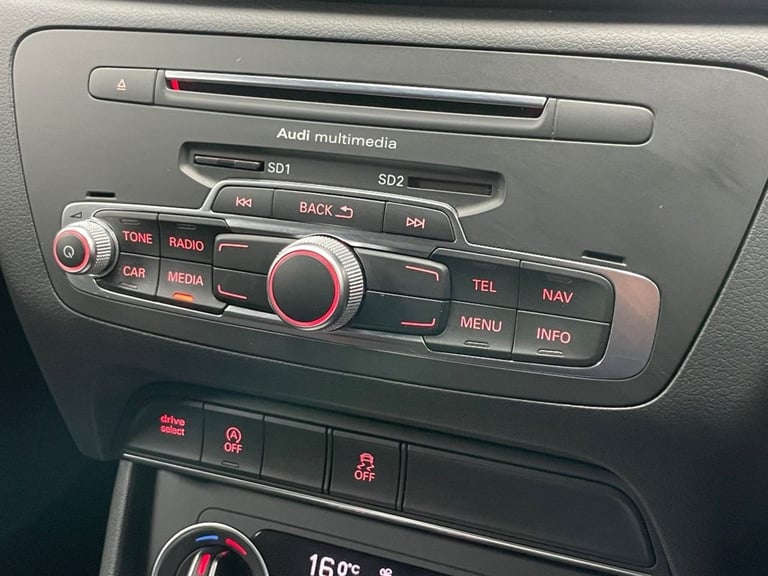 Audi multimedia
SD1
SD2
BACK
TONE
RADIO
TEL
NAV
CAR
MEDIA
MENU
INFO
drive
select
A
OFF
OFF
16.0°C